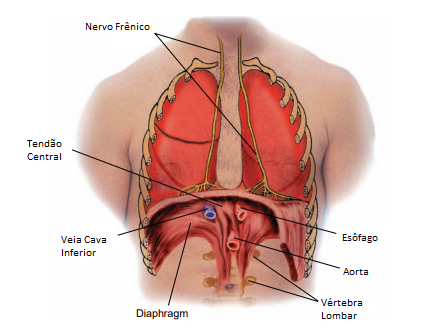 Nervo Frênico
Tendão
Central
Veia Cava
Inferior
Esôfago
Aorta
Diaphragm
Vértebra
Lombar